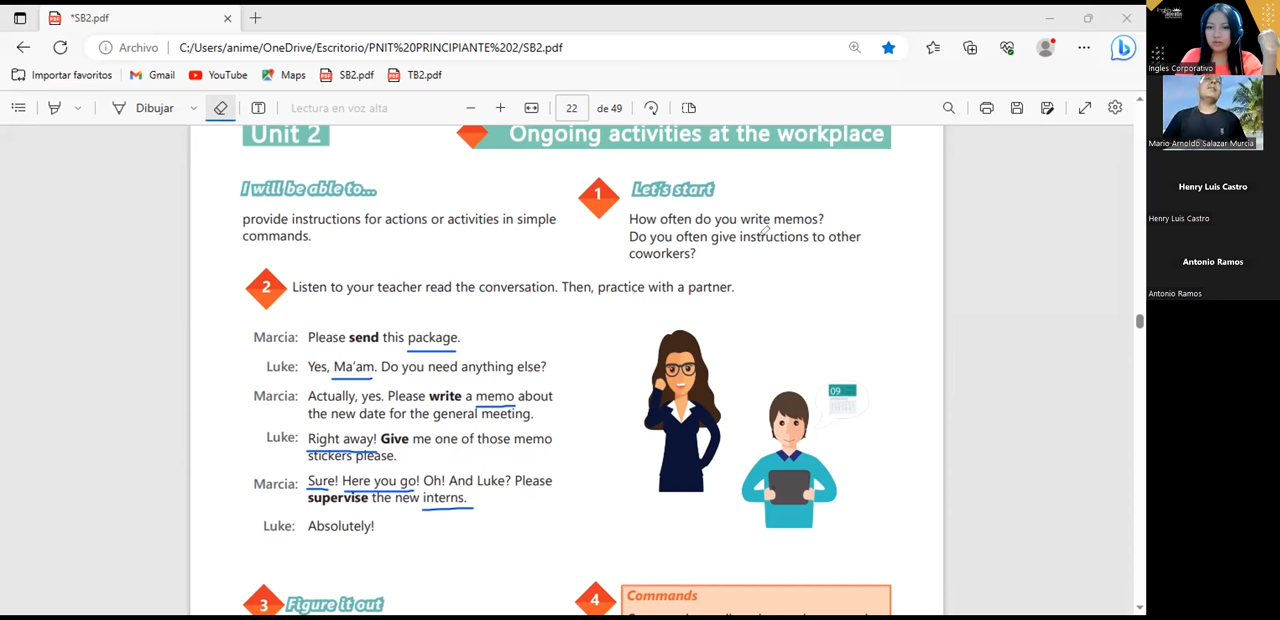 *SB2.pdf
Archivo
C:/Users/anime/OneDrive/Escritorio/PNIT%20PRINCIPIANTE%202/SB2.pdf
Importar favoritos
Gmail
YouTube
Maps
SB2.pdf
TB2.pdf
Dibujar
Lectura en voz alta
22
de 49
Unit 2
Ongoing activities at the workplace
I will be able to...
provide instructions for actions or activities in simple
commands.
1
Let's start
How often do you write memos?
Do you often give instructions to other
coworkers?
2
Listen to your teacher read the conversation. Then, practice with a partner.
Marcia: Please send this package.
Luke: Yes, Ma'am. Do you need anything else?
Marcia: Actually, yes. Please write a memo about
the new date for the general meeting.
Luke: Right away! Give me one of those memo
stickers please.
Marcia: Sure! Here you go! Oh! And Luke? Please
supervise the new interns.
Luke: Absolutely!
09
3
Figure it out
4
Commands
Ingles Corporativo
Mario Arnoldo Salazar Murcia
Henry Luis Castro
Henry Luis Castro
Antonio Ramos
Antonio Ramos